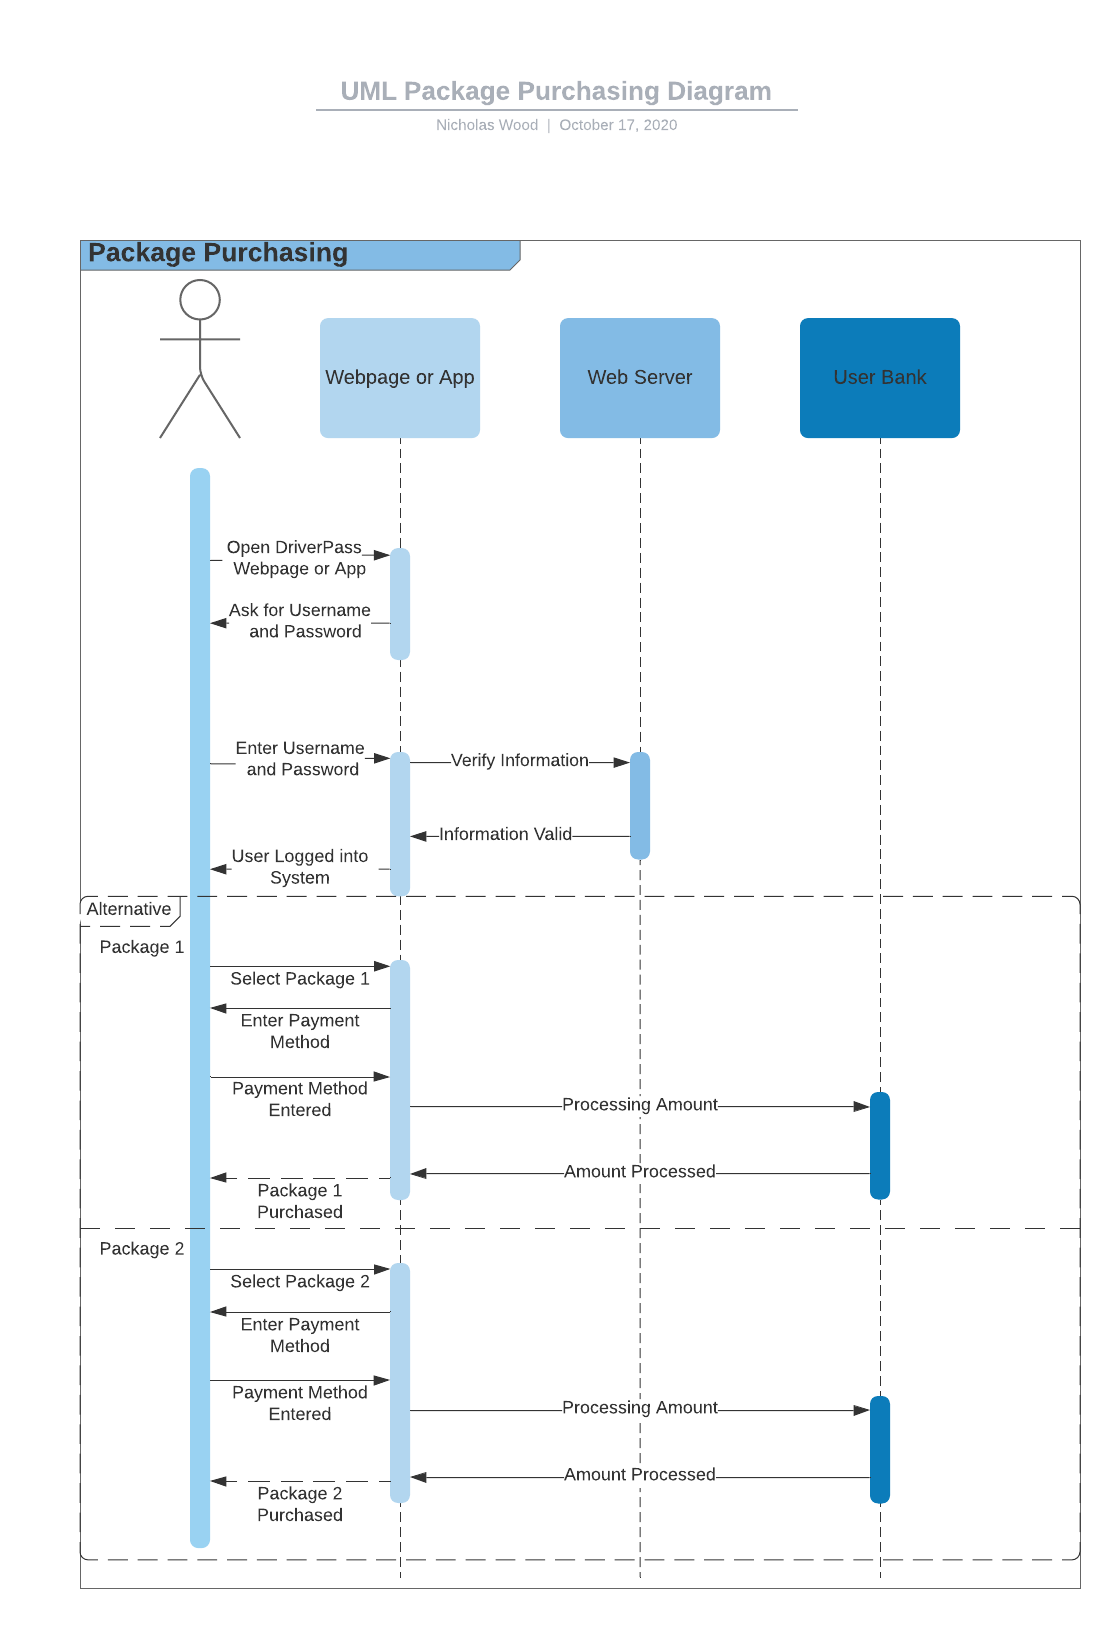 UML Package Purchasing Diagram
Nicholas Wood | October 17, 2020
Package Purchasing
Webpage or App
Web Server
User Bank
Open DriverPass
Webpage or App
Ask for Username
and Password
Enter Username
and Password
Verify Information
Information Valid
User Logged into
System
Alternative
Package 1
Select Package 1
Enter Payment
Method
Payment Method
Entered
Processing Amount
Amount Processed
Package 1
Purchased
Package 2
Select Package 2
Enter Payment
Method
Payment Method
Entered
Processing Amount
Amount Processed
Package 2
Purchased